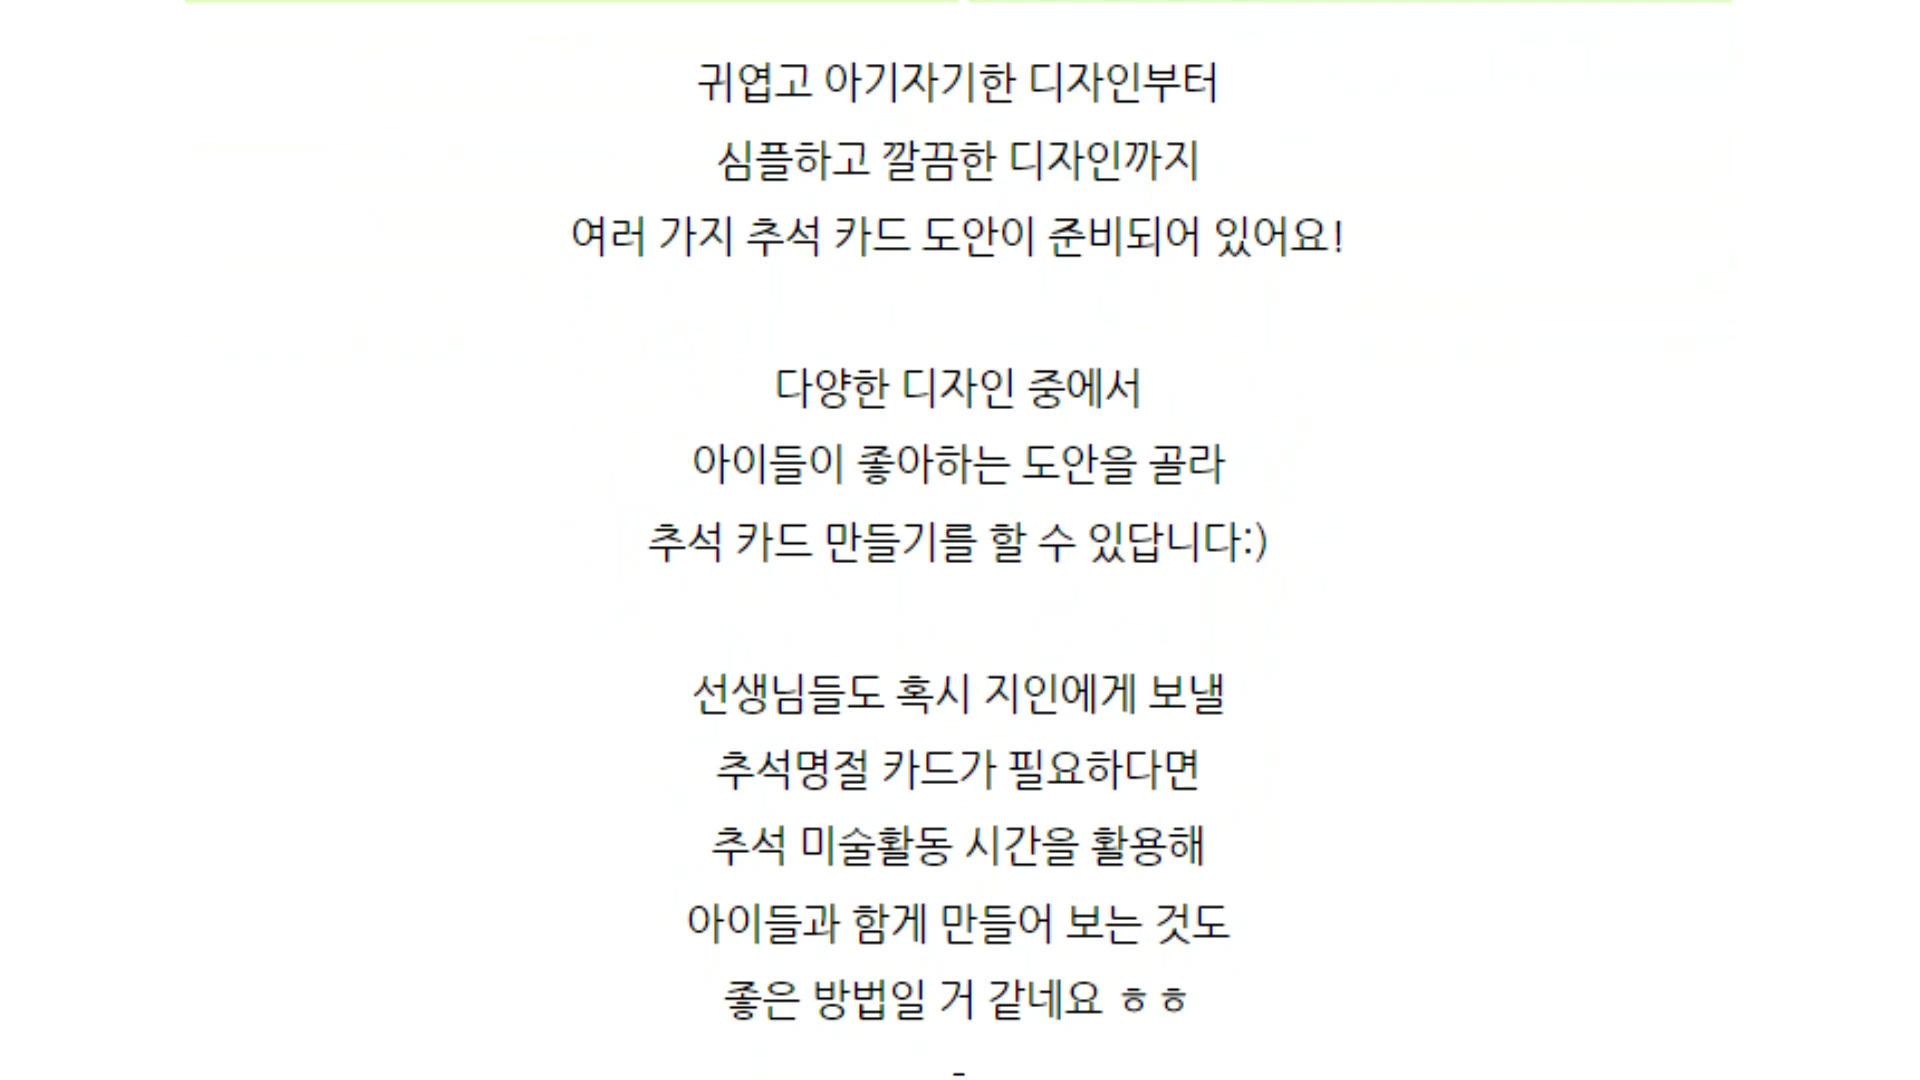 귀엽고 아기자기한 디자인부터
심플하고 깔끔한 디자인까지
여러 가지 추석 카드 도안이 준비되어 있어요!
다양한 디자인 중에서
아이들이 좋아하는 도안을 골라
추석 카드 만들기를 할 수 있답니다:)
선생님들도 혹시 지인에게 보낼
추석명절 카드가 필요하다면
추석 미술활동 시간을 활용해
아이들과 함께 만들어 보는 것도
좋은 방법일 거 같네요 ㅎㅎ
-